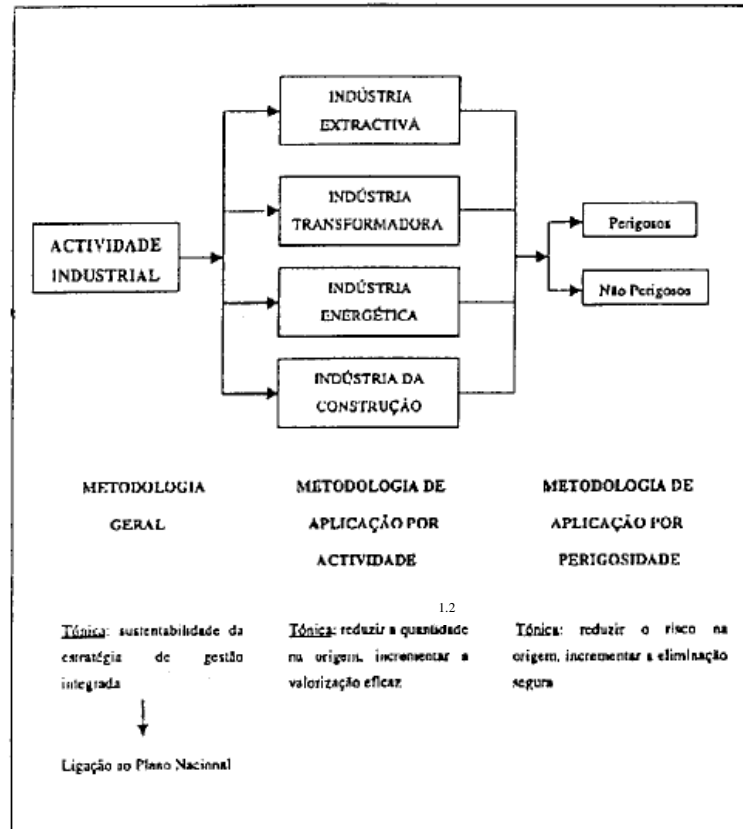 INDÚSTRIA
EXTRACTIVA
INDÚSTRIA
TRANSFORMADORA
ACTIVIDADE
INDUSTRIAL
INDÚSTRIA
ENERGÉTICA
INDÚSTRIA DA
CONSTRUÇÃO
Perigosos
Não Perigosos
METODOLOGIA
GERAL
METODOLOGIA DE
APLICAÇÃO POR
ACTIVIDADE
METODOLOGIA DE
APLICAÇÃO POR
PERIGOSIDADE
Tónica: sustentabilidade da
estratégia de gestão
integrada
Ligação ao Plano Nacional
1.2
Tónica: reduzir a quantidade
na origem, incrementar a
valorização eficaz
Tónica: reduzir o risco na
origem, incrementar a eliminação
segura